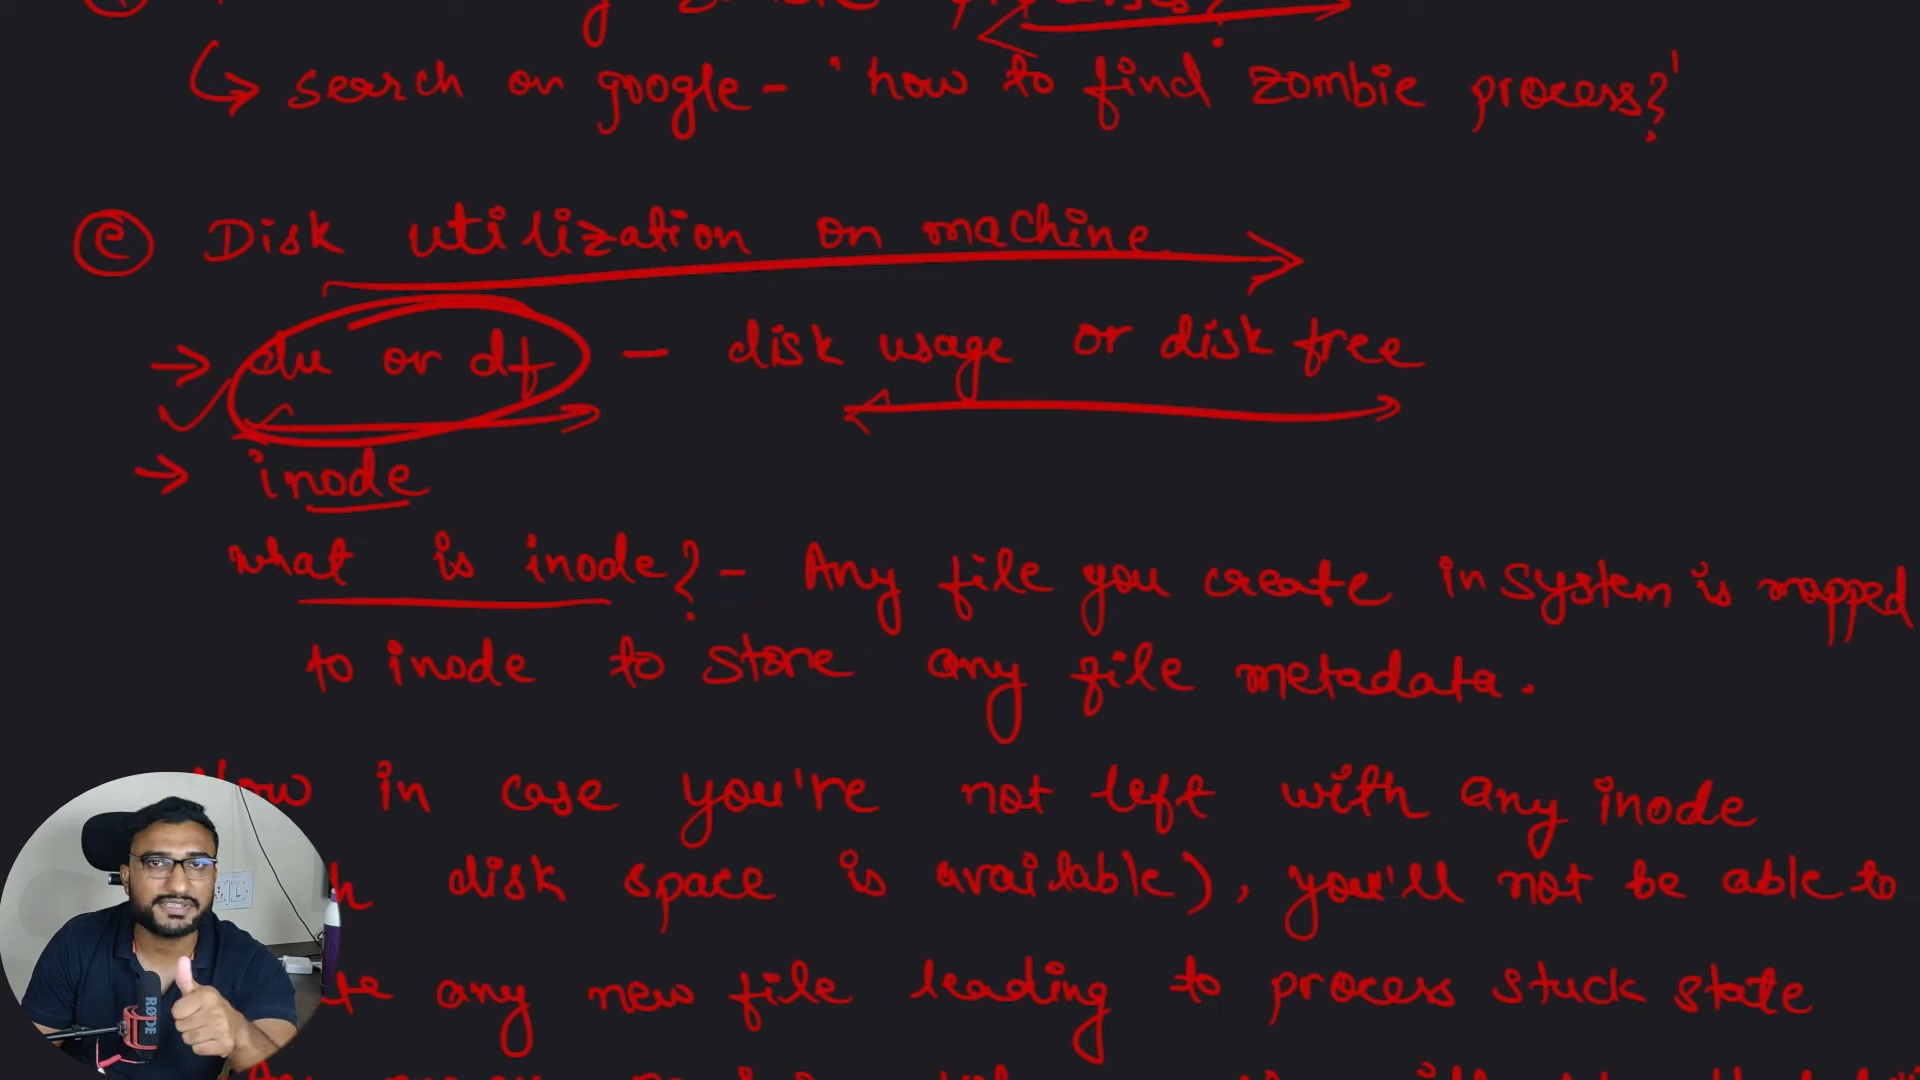 search on google - 'how to find zombie process?'
e Disk utilization on machine
→ du or df - disk usage or disk free
→ inode
what is inode? - Any file you create in system is mapped
to inode to store any file metadata.
Now in case you're not left with any inode
disk space is available), you'll not be able to
any new file leading to process stuck state
RØDE